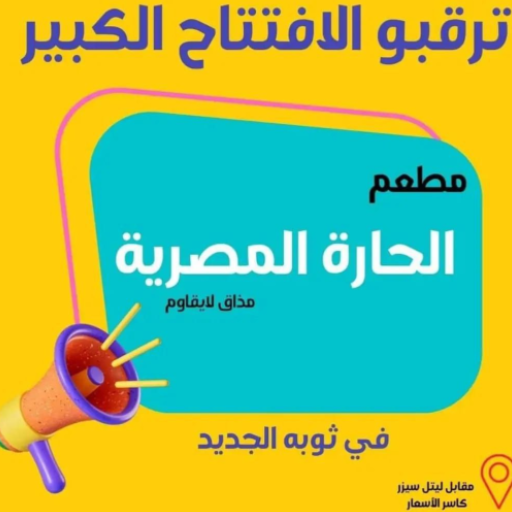 ترقبو الافتتاح الكبير
مطعم
الحارة المصرية
مذاق لايقاوم
في ثوبه الجديد
مقابل ليتل سيزر
كاسر الأسعار